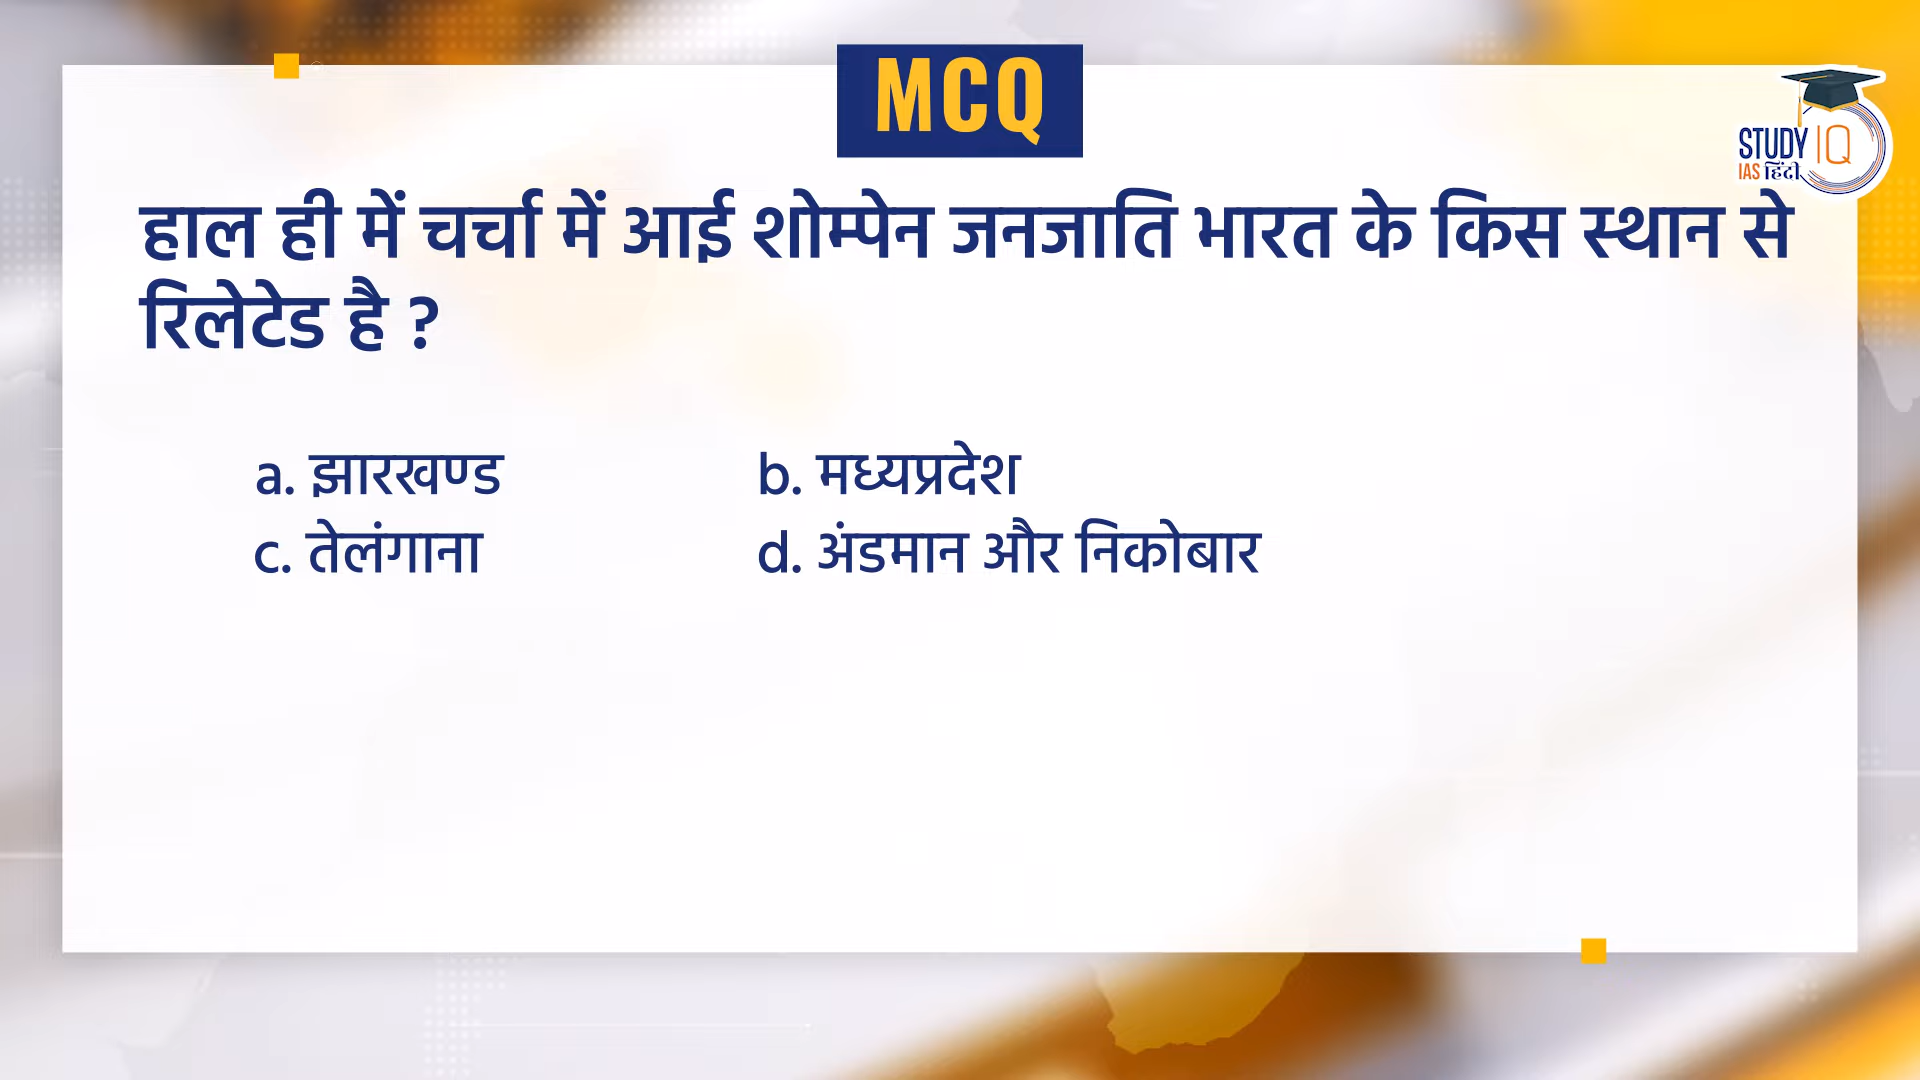 MCQ
STUDY IQ
IAS हिंदी
हाल ही में चर्चा में आई शोम्पेन जनजाति भारत के किस स्थान से
रिलेटेड है ?
a. झारखण्ड b. मध्यप्रदेश
c. तेलंगाना d. अंडमान और निकोबार